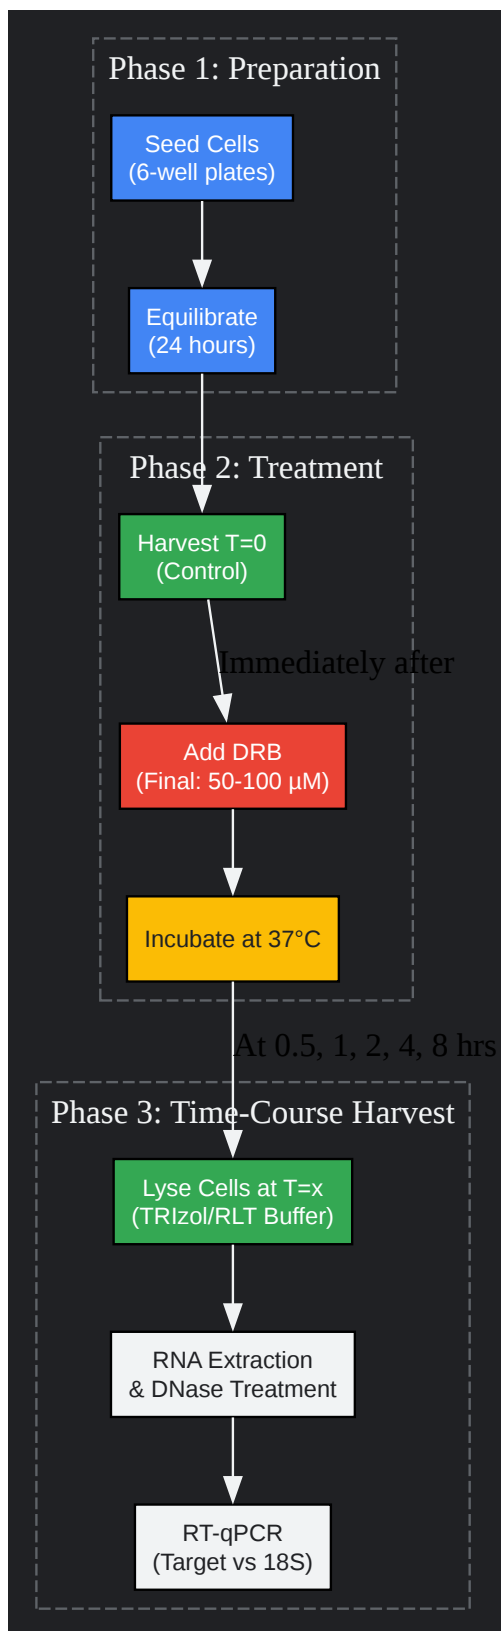 Phase 1: Preparation
Seed Cells
(6-well plates)
Equilibrate
(24 hours)
Phase 2: Treatment
Harvest T=0
(Control)
Immediately after
Add DRB
(Final: 50-100 µM)
Incubate at 37°C
At 0.5, 1, 2, 4, 8 hrs
Phase 3: Time-Course Harvest
Lyse Cells at T=x
(TRIzol/RLT Buffer)
RNA Extraction
& DNase Treatment
RT-qPCR
(Target vs 18S)